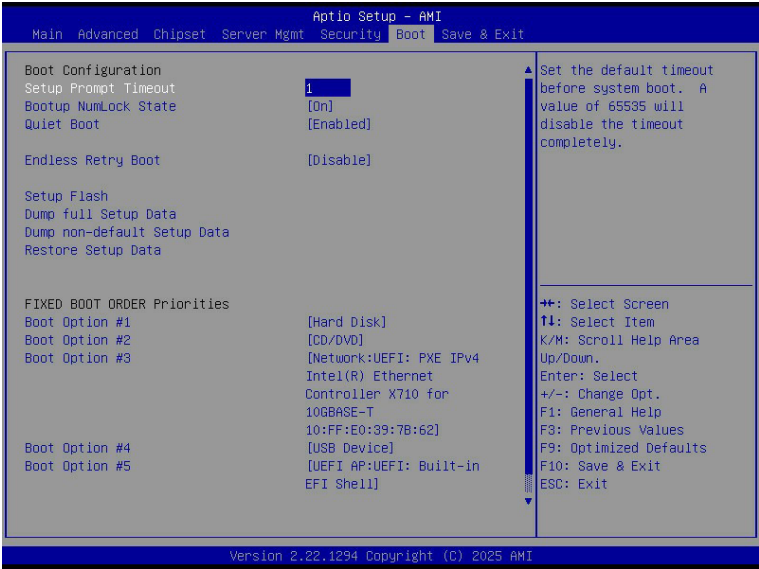 Aptio Setup – AMI
Main Advanced Chipset Server Mgmt Security Boot Save & Exit
Boot Configuration
Setup Prompt Timeout 1
Bootup NumLock State [On]
Quiet Boot [Enabled]
Endless Retry Boot [Disable]
Setup Flash
Dump full Setup Data
Dump non-default Setup Data
Restore Setup Data
FIXED BOOT ORDER Priorities
Boot Option #1 [Hard Disk]
Boot Option #2 [CD/DVD]
Boot Option #3 [Network:UEFI: PXE IPv4
Intel(R) Ethernet
Controller X710 for
10GBASE-T
10:FF:E0:39:7B:62]
Boot Option #4 [USB Device]
Boot Option #5 [UEFI AP:UEFI: Built-in
EFI Shell]
Set the default timeout
before system boot. A
value of 65535 will
disable the timeout
completely.
→←: Select Screen
↑↓: Select Item
K/M: Scroll Help Area
Up/Down.
Enter: Select
+/-: Change Opt.
F1: General Help
F3: Previous Values
F9: Optimized Defaults
F10: Save & Exit
ESC: Exit
Version 2.22.1294 Copyright (C) 2025 AMI